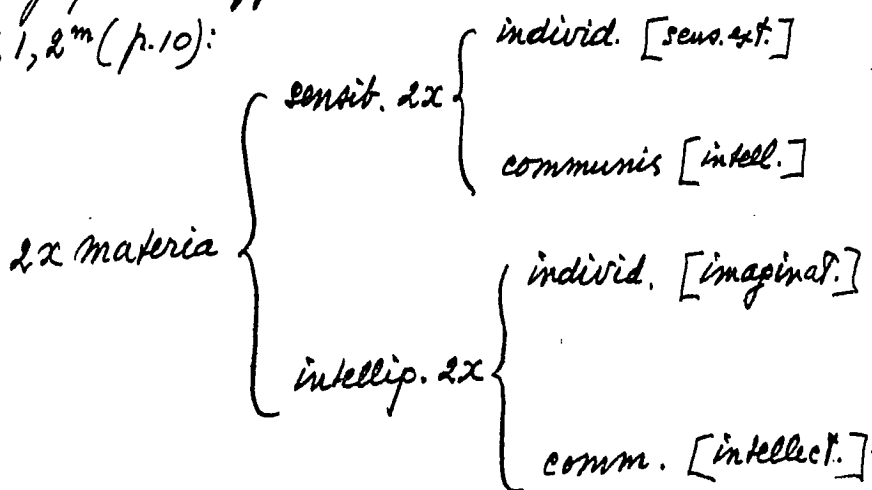 1, 2ᵐ (p.10):
individ. [sens. ext.]
sensib. 2x
communis [intell.]
2x materia
individ. [imaginat.]
intellig. 2x
comm. [intellect.]